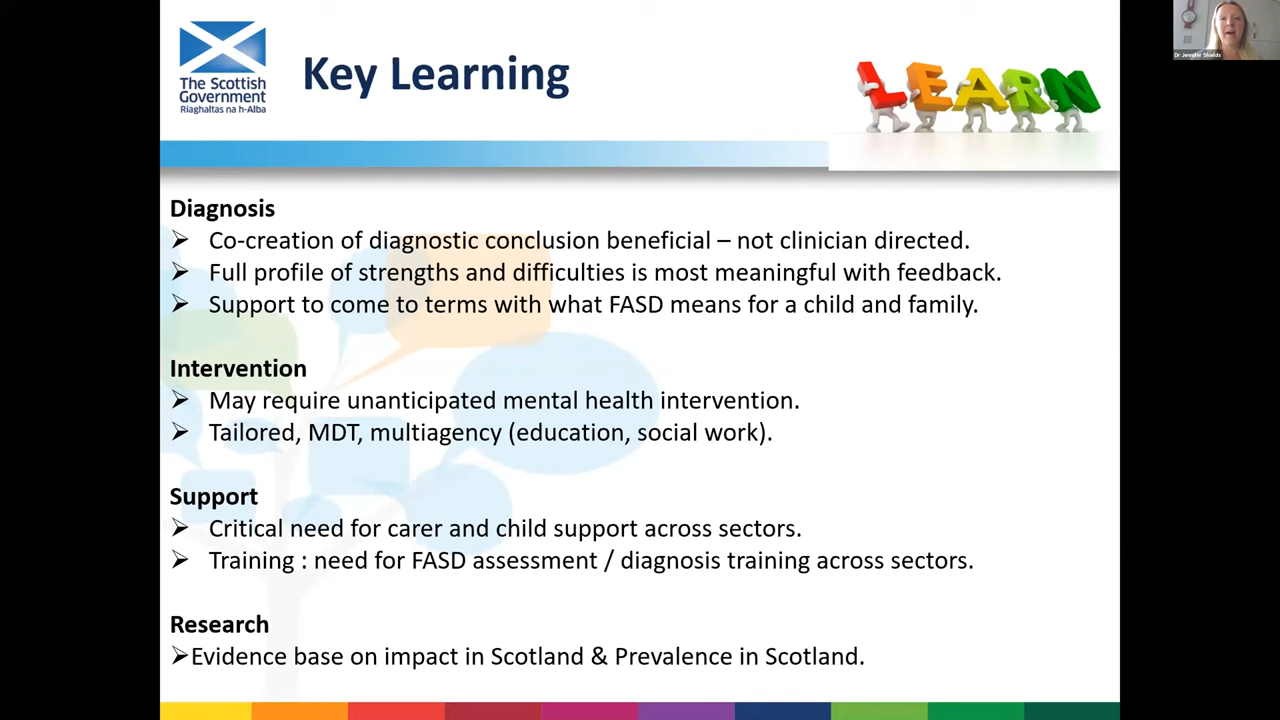 The Scottish
Government
Riaghaltas na h-Alba
Key Learning
LEARN
Dr Jennifer Shields
Diagnosis
➢ Co-creation of diagnostic conclusion beneficial – not clinician directed.
➢ Full profile of strengths and difficulties is most meaningful with feedback.
➢ Support to come to terms with what FASD means for a child and family.
Intervention
➢ May require unanticipated mental health intervention.
➢ Tailored, MDT, multiagency (education, social work).
Support
➢ Critical need for carer and child support across sectors.
➢ Training : need for FASD assessment / diagnosis training across sectors.
Research
➢Evidence base on impact in Scotland & Prevalence in Scotland.